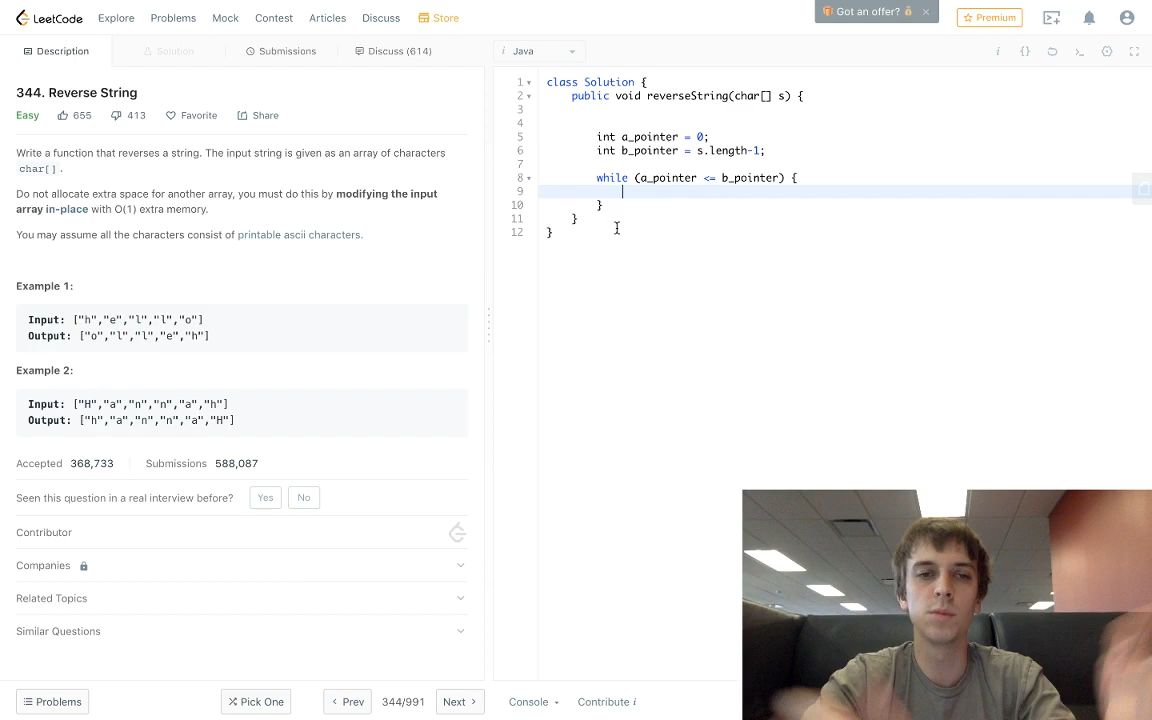 LeetCode Explore Problems Mock Contest Articles Discuss Store Got an offer? × Premium
Description Solution Submissions Discuss (614) i Java i {} >_
344. Reverse String
Easy 655 413 Favorite Share
Write a function that reverses a string. The input string is given as an array of characters
char[].
Do not allocate extra space for another array, you must do this by modifying the input
array in-place with O(1) extra memory.
You may assume all the characters consist of printable ascii characters.
Example 1:
Input: ["h","e","l","l","o"]
Output: ["o","l","l","e","h"]
Example 2:
Input: ["H","a","n","n","a","h"]
Output: ["h","a","n","n","a","H"]
Accepted 368,733 Submissions 588,087
Seen this question in a real interview before? Yes No
Contributor
Companies
Related Topics
Similar Questions
Problems Pick One Prev 344/991 Next Console Contribute i
1 class Solution {
2 public void reverseString(char[] s) {
3
4
5 int a_pointer = 0;
6 int b_pointer = s.length-1;
7
8 while (a_pointer <= b_pointer) {
9
10 }
11 }
12 }